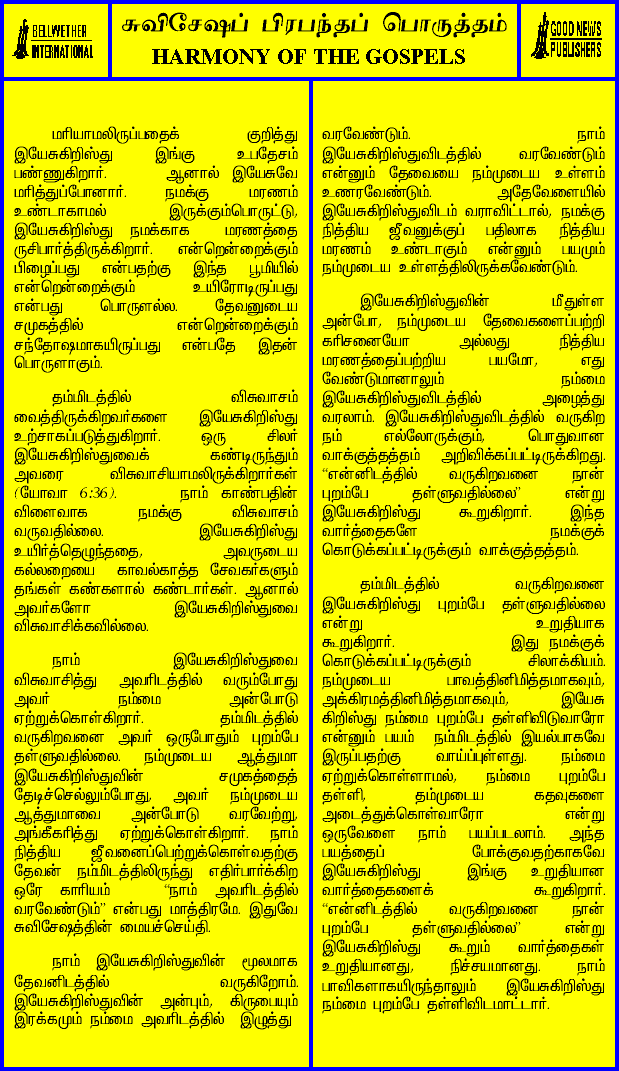 BELLWETHER
INTERNATIONAL
சுவிசேஷப் பிரபந்தப் பொருத்தம்
HARMONY OF THE GOSPELS
GOOD NEWS
PUBLISHERS
மரியாமலிருப்பதைக் குறித்து
இயேசுகிறிஸ்து இங்கு உபதேசம்
பண்ணுகிறார். ஆனால் இயேசுவே
மரித்துப்போனார். நமக்கு மரணம்
உண்டாகாமல் இருக்கும்பொருட்டு,
இயேசுகிறிஸ்து நமக்காக மரணத்தை
ருசிபார்த்திருக்கிறார். என்றென்றைக்கும்
பிழைப்பது என்பதற்கு இந்த பூமியில்
என்றென்றைக்கும் உயிரோடிருப்பது
என்பது பொருளல்ல. தேவனுடைய
சமுகத்தில் என்றென்றைக்கும்
சந்தோஷமாகயிருப்பது என்பதே இதன்
பொருளாகும்.
தம்மிடத்தில் விசுவாசம்
வைத்திருக்கிறவர்களை இயேசுகிறிஸ்து
உற்சாகப்படுத்துகிறார். ஒரு சிலர்
இயேசுகிறிஸ்துவைக் கண்டிருந்தும்
அவரை விசுவாசியாமலிருக்கிறார்கள்
(யோவா 6:36). நாம் காண்பதின்
விளைவாக நமக்கு விசுவாசம்
வருவதில்லை. இயேசுகிறிஸ்து
உயிர்த்தெழுந்ததை, அவருடைய
கல்லறையை காவல்காத்த சேவகர்களும்
தங்கள் கண்களால் கண்டார்கள். ஆனால்
அவர்களோ இயேசுகிறிஸ்துவை
விசுவாசிக்கவில்லை.
நாம் இயேசுகிறிஸ்துவை
விசுவாசித்து அவரிடத்தில் வரும்போது
அவர் நம்மை அன்போடு
ஏற்றுக்கொள்கிறார். தம்மிடத்தில்
வருகிறவனை அவர் ஒருபோதும் புறம்பே
தள்ளுவதில்லை. நம்முடைய ஆத்துமா
இயேசுகிறிஸ்துவின் சமுகத்தைத்
தேடிச்செல்லும்போது, அவர் நம்முடைய
ஆத்துமாவை அன்போடு வரவேற்று,
அங்கீகரித்து ஏற்றுக்கொள்கிறார். நாம்
நித்திய ஜீவனைப்பெற்றுக்கொள்வதற்கு
தேவன் நம்மிடத்திலிருந்து எதிர்பார்க்கிற
ஒரே காரியம் “நாம் அவரிடத்தில்
வரவேண்டும்” என்பது மாத்திரமே. இதுவே
சுவிசேஷத்தின் மையச்செய்தி.
நாம் இயேசுகிறிஸ்துவின் மூலமாக
தேவனிடத்தில் வருகிறோம்.
இயேசுகிறிஸ்துவின் அன்பும், கிருபையும்
இரக்கமும் நம்மை அவரிடத்தில் இழுத்து
வரவேண்டும். நாம்
இயேசுகிறிஸ்துவிடத்தில் வரவேண்டும்
என்னும் தேவையை நம்முடைய உள்ளம்
உணரவேண்டும். அதேவேளையில்
இயேசுகிறிஸ்துவிடம் வராவிட்டால், நமக்கு
நித்திய ஜீவனுக்குப் பதிலாக நித்திய
மரணம் உண்டாகும் என்னும் பயமும்
நம்முடைய உள்ளத்திலிருக்கவேண்டும்.
இயேசுகிறிஸ்துவின் மீதுள்ள
அன்போ, நம்முடைய தேவைகளைப்பற்றி
கரிசனையோ அல்லது நித்திய
மரணத்தைப்பற்றிய பயமோ, எது
வேண்டுமானாலும் நம்மை
இயேசுகிறிஸ்துவிடத்தில் அழைத்து
வரலாம். இயேசுகிறிஸ்துவிடத்தில் வருகிற
நம் எல்லோருக்கும், பொதுவான
வாக்குத்தத்தம் அறிவிக்கப்பட்டிருக்கிறது.
“என்னிடத்தில் வருகிறவனை நான்
புறம்பே தள்ளுவதில்லை” என்று
இயேசுகிறிஸ்து கூறுகிறார். இந்த
வார்த்தைகளே நமக்குக்
கொடுக்கப்பட்டிருக்கும் வாக்குத்தத்தம்.
தம்மிடத்தில் வருகிறவனை
இயேசுகிறிஸ்து புறம்பே தள்ளுவதில்லை
என்று உறுதியாக
கூறுகிறார். இது நமக்குக்
கொடுக்கப்பட்டிருக்கும் சிலாக்கியம்.
நம்முடைய பாவத்தினிமித்தமாகவும்,
அக்கிரமத்தினிமித்தமாகவும், இயேசு
கிறிஸ்து நம்மை புறம்பே தள்ளிவிடுவாரோ
என்னும் பயம் நம்மிடத்தில் இயல்பாகவே
இருப்பதற்கு வாய்ப்புள்ளது. நம்மை
ஏற்றுக்கொள்ளாமல், நம்மை புறம்பே
தள்ளி, தம்முடைய கதவுகளை
அடைத்துக்கொள்வாரோ என்று
ஒருவேளை நாம் பயப்படலாம். அந்த
பயத்தைப் போக்குவதற்காகவே
இயேசுகிறிஸ்து இங்கு உறுதியான
வார்த்தைகளைக் கூறுகிறார்.
“என்னிடத்தில் வருகிறவனை நான்
புறம்பே தள்ளுவதில்லை” என்று
இயேசுகிறிஸ்து கூறும் வார்த்தைகள்
உறுதியானது, நிச்சயமானது. நாம்
பாவிகளாகயிருந்தாலும் இயேசுகிறிஸ்து
நம்மை புறம்பே தள்ளிவிடமாட்டார்.